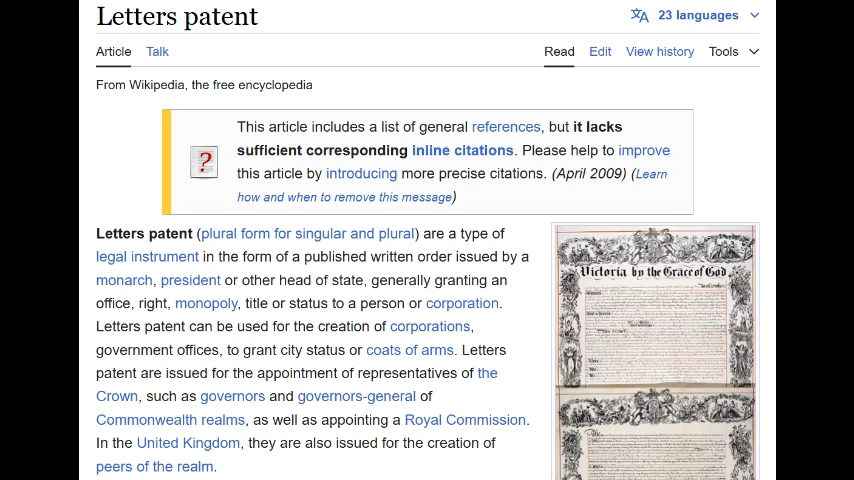 Letters patent
23 languages
Article Talk Read Edit View history Tools
From Wikipedia, the free encyclopedia
This article includes a list of general references, but it lacks
sufficient corresponding inline citations. Please help to improve
this article by introducing more precise citations. (April 2009) (Learn
how and when to remove this message)
Letters patent (plural form for singular and plural) are a type of
legal instrument in the form of a published written order issued by a
monarch, president or other head of state, generally granting an
office, right, monopoly, title or status to a person or corporation.
Letters patent can be used for the creation of corporations,
government offices, to grant city status or coats of arms. Letters
patent are issued for the appointment of representatives of the
Crown, such as governors and governors-general of
Commonwealth realms, as well as appointing a Royal Commission.
In the United Kingdom, they are also issued for the creation of
peers of the realm.
Victoria by the Grace of God